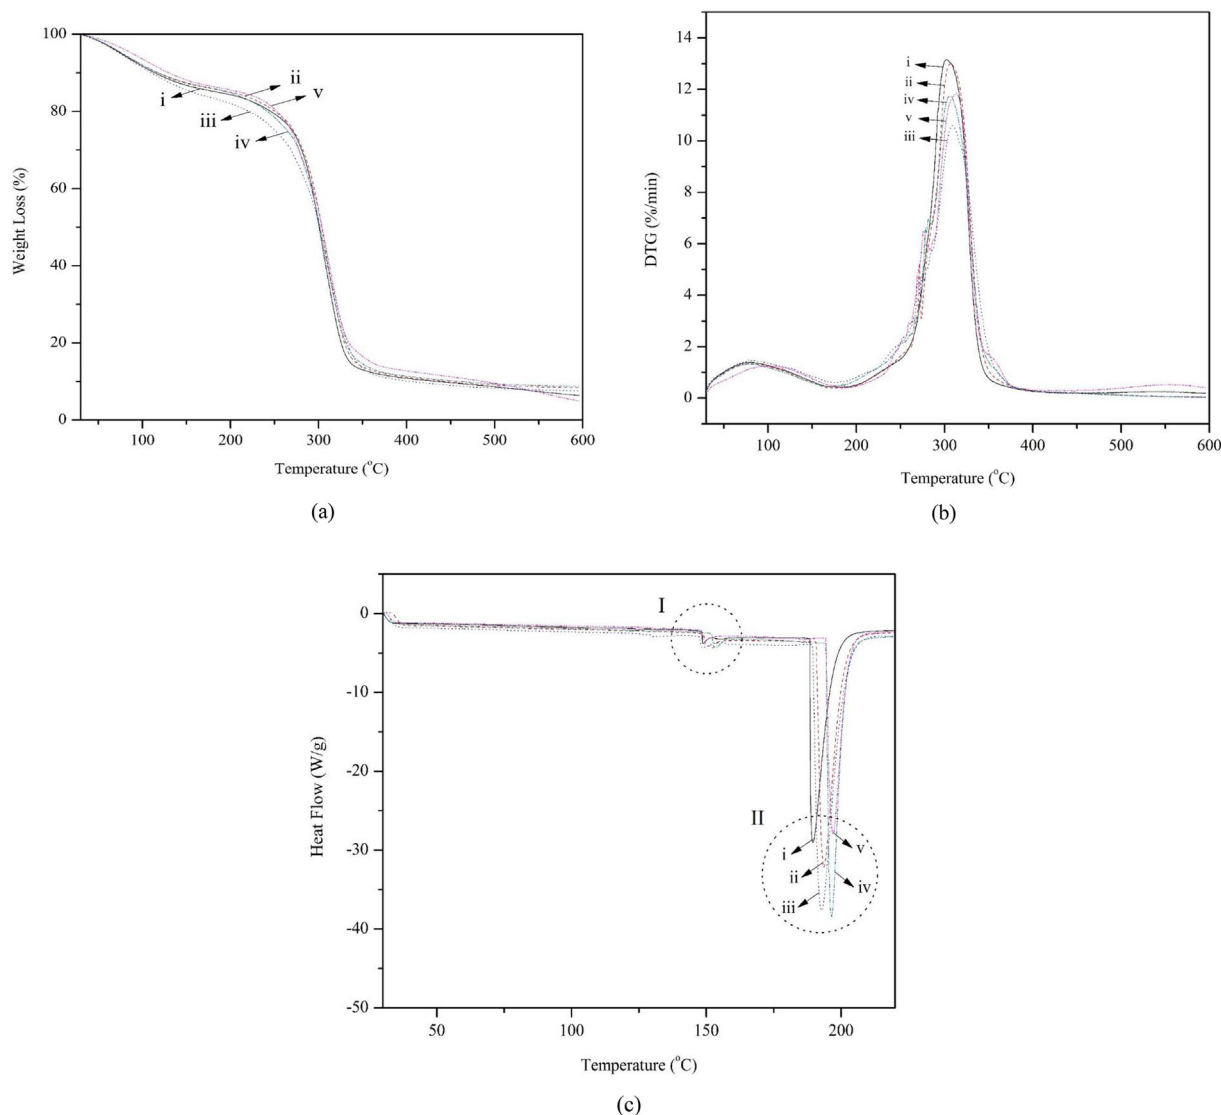 100
80
60
40
20
0
Weight Loss (%)
i
ii
iii
iv
v
100
200
300
400
500
600
Temperature (°C)
(a)
14
12
10
8
6
4
2
0
DTG (%/min)
i
ii
iv
v
iii
100
200
300
400
500
600
Temperature (°C)
(b)
0
-10
-20
-30
-40
-50
Heat Flow (W/g)
I
II
i
ii
iii
v
iv
50
100
150
200
Temperature (°C)
(c)